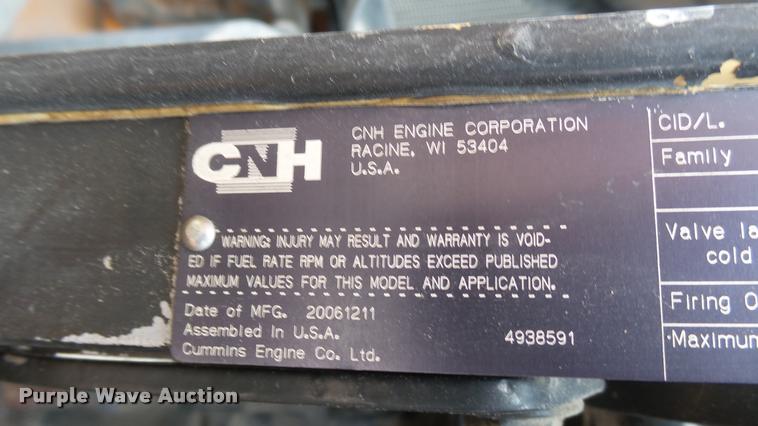 CNH
CNH ENGINE CORPORATION
RACINE, WI 53404
U.S.A.
WARNING: INJURY MAY RESULT AND WARRANTY IS VOID-
ED IF FUEL RATE RPM OR ALTITUDES EXCEED PUBLISHED
MAXIMUM VALUES FOR THIS MODEL AND APPLICATION.
Date of MFG. 20061211
Assembled in U.S.A.
4938591
Cummins Engine Co. Ltd.
CID/L.
Family
Valve la
cold
Firing O
Maximum
Purple Wave Auction